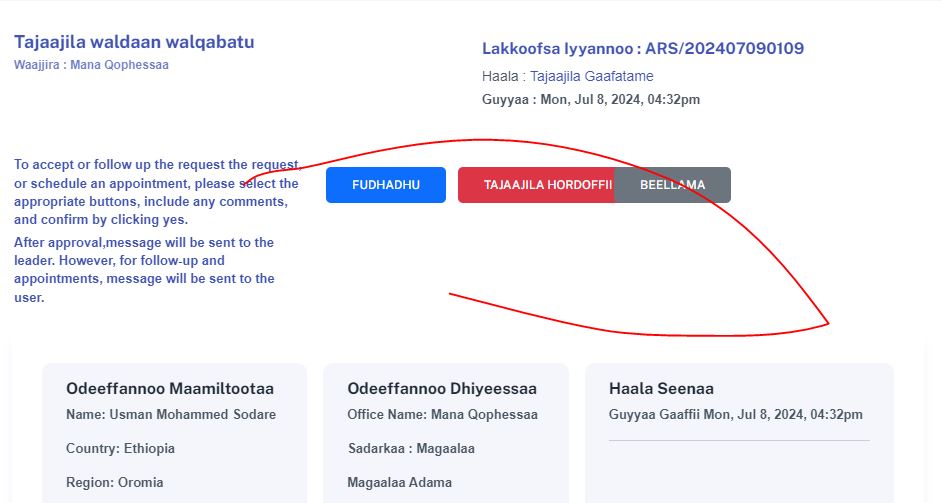 Tajaajila waldaan walqabatu
Waajjira : Mana Qophessaa
Lakkoofsa Iyyannoo : ARS/202407090109
Haala : Tajaajila Gaafatame
Guyyaa : Mon, Jul 8, 2024, 04:32pm
To accept or follow up the request the request,
or schedule an appointment, please select the
appropriate buttons, include any comments,
and confirm by clicking yes.
After approval,message will be sent to the
leader. However, for follow-up and
appointments, message will be sent to the
user.
FUDHADHU
TAJAAJILA HORDOFFII
BEELLAMA
Odeeffannoo Maamiltootaa
Name: Usman Mohammed Sodare
Country: Ethiopia
Region: Oromia
Odeeffannoo Dhiyeessaa
Office Name: Mana Qophessaa
Sadarkaa : Magaalaa
Magaalaa Adama
Haala Seenaa
Guyyaa Gaaffii Mon, Jul 8, 2024, 04:32pm